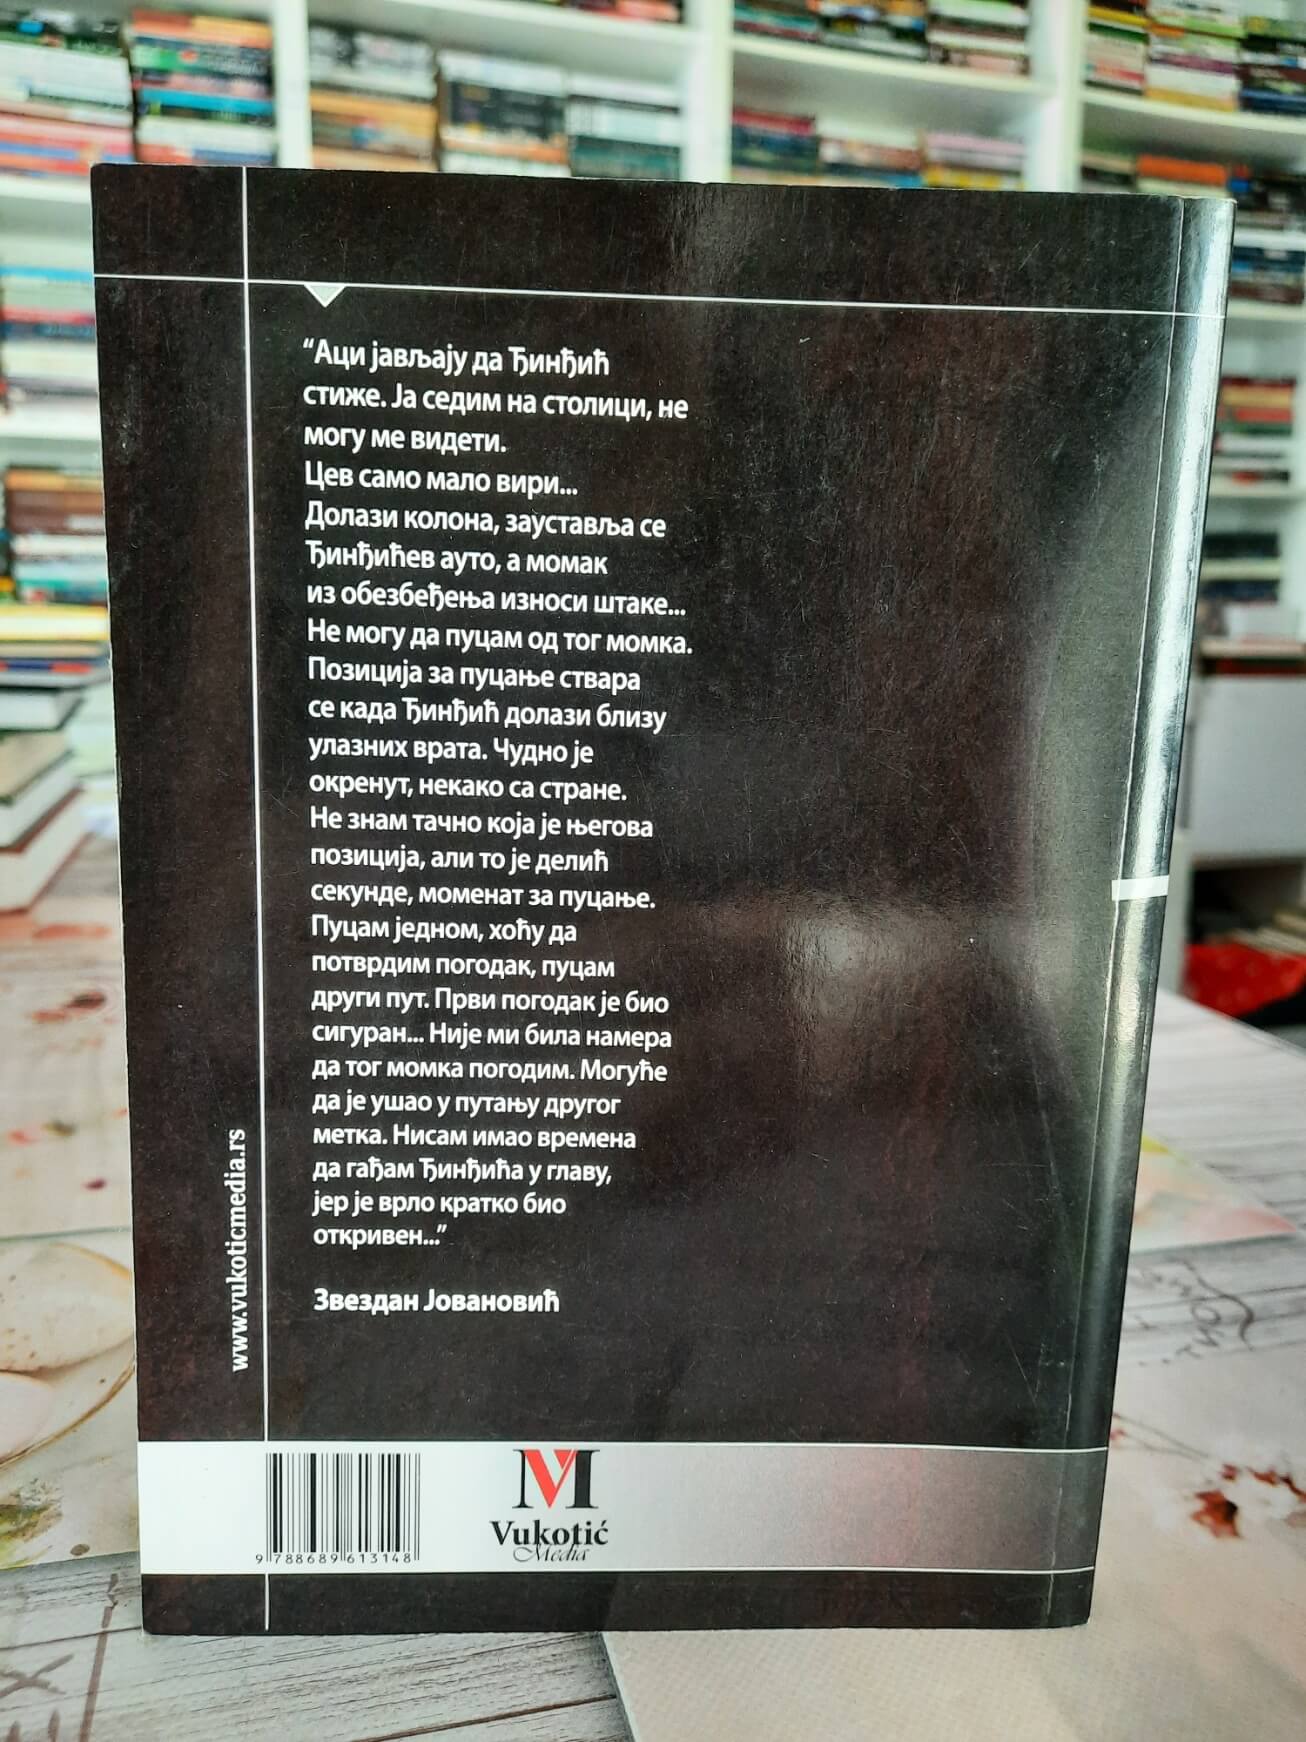 “Аци јављају да Ђинђић
стиже. Ја седим на столици, не
могу ме видети.
Цев само мало вири...
Долази колона, зауставља се
Ђинђићев ауто, а момак
из обезбеђења износи штаке...
Не могу да пуцам од тог момка.
Позиција за пуцање ствара
се када Ђинђић долази близу
улазних врата. Чудно је
окренут, некако са стране.
Не знам тачно која је његова
позиција, али то је делић
секунде, моменат за пуцање.
Пуцам једном, хоћу да
потврдим погодак, пуцам
други пут. Први погодак је био
сигуран... Није ми била намера
да тог момка погодим. Могуће
да је ушао у путању другог
метка. Нисам имао времена
да гађам Ђинђића у главу,
јер је врло кратко био
откривен...”
Звездан Јовановић
www.vukoticmedia.rs
9 788689 613148
VM
Vukotić
Media